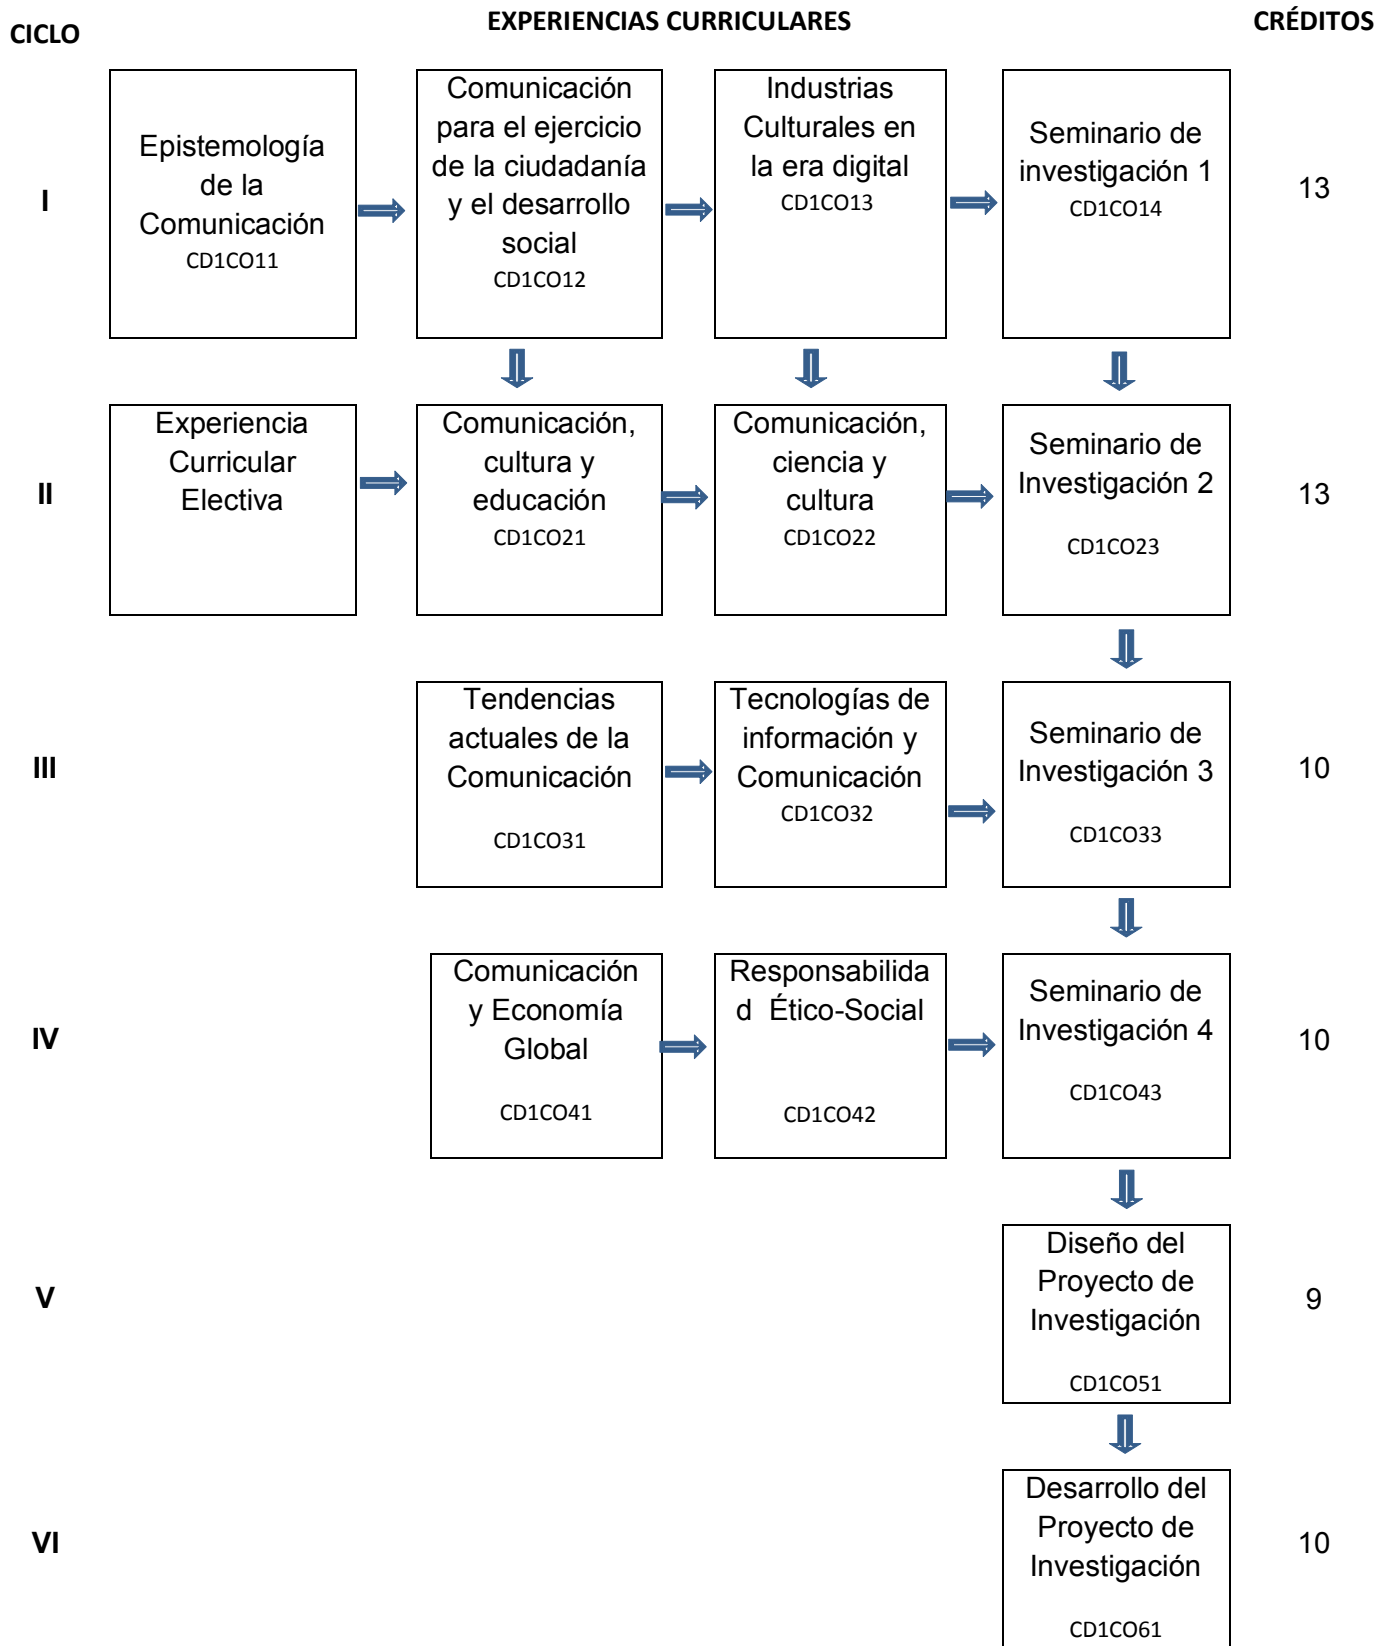 CICLO
EXPERIENCIAS CURRICULARES
CRÉDITOS
I
Epistemología
de la
Comunicación
CD1CO11
Comunicación
para el ejercicio
de la ciudadanía
y el desarrollo
social
CD1CO12
Industrias
Culturales en
la era digital
CD1CO13
Seminario de
investigación 1
CD1CO14
13
II
Experiencia
Curricular
Electiva
Comunicación,
cultura y
educación
CD1CO21
Comunicación,
ciencia y
cultura
CD1CO22
Seminario de
Investigación 2
CD1CO23
13
III
Tendencias
actuales de la
Comunicación
CD1CO31
Tecnologías de
información y
Comunicación
CD1CO32
Seminario de
Investigación 3
CD1CO33
10
IV
Comunicación
y Economía
Global
CD1CO41
Responsabilida
d Ético-Social
CD1CO42
Seminario de
Investigación 4
CD1CO43
10
V
Diseño del
Proyecto de
Investigación
CD1CO51
9
VI
Desarrollo del
Proyecto de
Investigación
CD1CO61
10